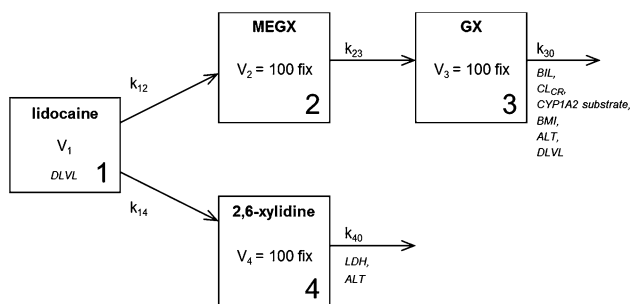 MEGX
V2 = 100 fix
2
k23
GX
V3 = 100 fix
3
k30
BIL,
CLCR,
CYP1A2 substrate,
BMI,
ALT,
DLVL
k12
lidocaine
V1
DLVL
1
k14
2,6-xylidine
V4 = 100 fix
4
k40
LDH,
ALT